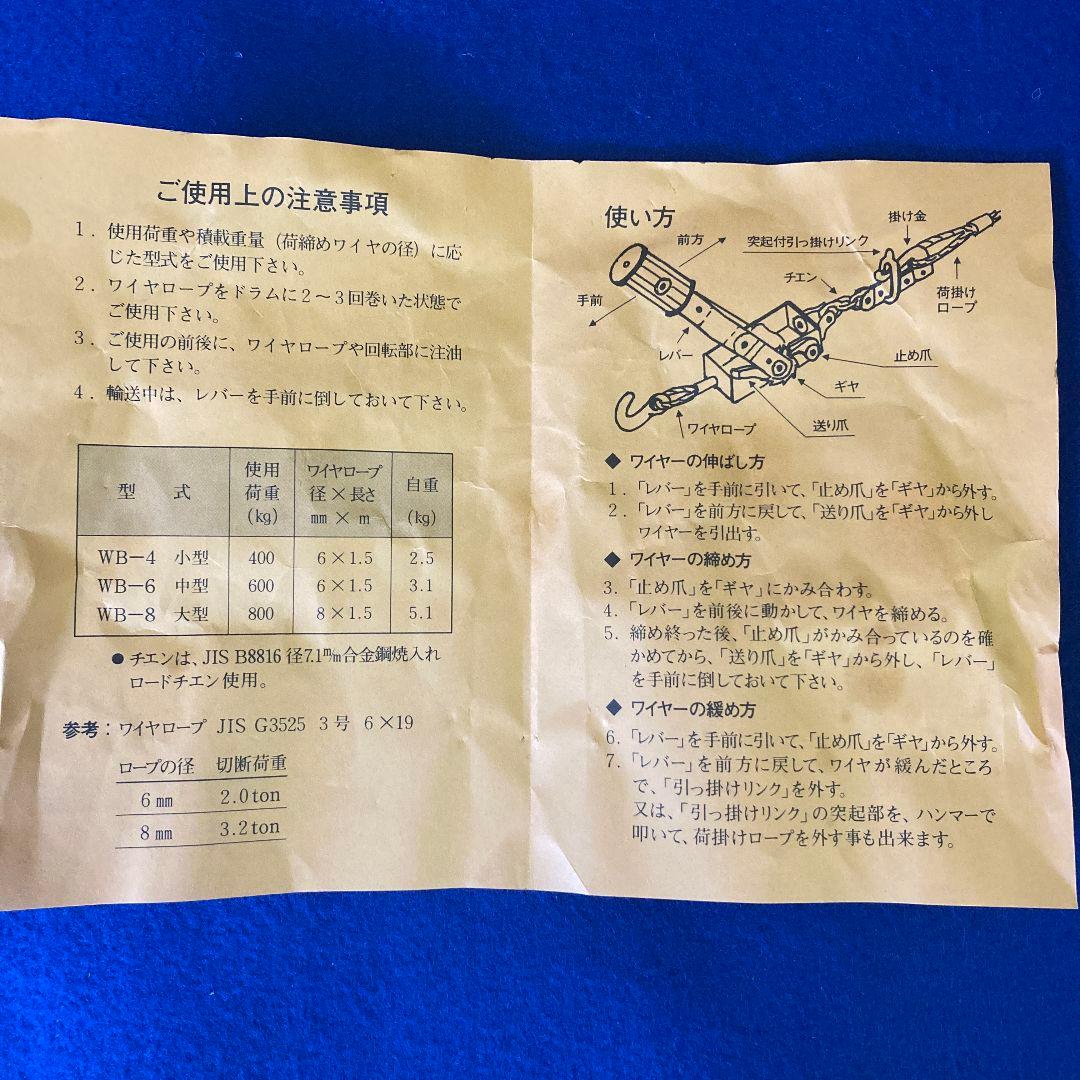 ご使用上の注意事項
1．使用荷重や積載重量（荷締めワイヤの径）に応
じた型式をご使用下さい。
2．ワイヤロープをドラムに2～3回巻いた状態で
ご使用下さい。
3．ご使用の前後に、ワイヤロープや回転部に注油
して下さい。
4．輸送中は、レバーを手前に倒しておいて下さい。
型　式 使用荷重(kg) ワイヤロープ径×長さmm×m 自重(kg)
WB－4 小型 400 6×1.5 2.5
WB－6 中型 600 6×1.5 3.1
WB－8 大型 800 8×1.5 5.1
●チエンは、JIS B8816 径7.1m/m合金鋼焼入れ
ロードチエン使用。
参考：ワイヤロープ JIS G3525 3号 6×19
ロープの径 切断荷重
6mm 2.0ton
8mm 3.2ton
使い方
前方
突起付引っ掛けリンク
掛け金
手前
チエン
荷掛け
ロープ
レバー
止め爪
ギヤ
ワイヤロープ
送り爪
◆ ワイヤーの伸ばし方
1．「レバー」を手前に引いて、「止め爪」を「ギヤ」から外す。
2．「レバー」を前方に戻して、「送り爪」を「ギヤ」から外し
ワイヤーを引出す。
◆ ワイヤーの締め方
3．「止め爪」を「ギヤ」にかみ合わす。
4．「レバー」を前後に動かして、ワイヤを締める。
5．締め終った後、「止め爪」がかみ合っているのを確
かめてから、「送り爪」を「ギヤ」から外し、「レバー」
を手前に倒しておいて下さい。
◆ ワイヤーの緩め方
6．「レバー」を手前に引いて、「止め爪」を「ギヤ」から外す。
7．「レバー」を前方に戻して、ワイヤが緩んだところ
で、「引っ掛けリンク」を外す。
又は、「引っ掛けリンク」の突起部を、ハンマーで
叩いて、荷掛けロープを外す事も出来ます。